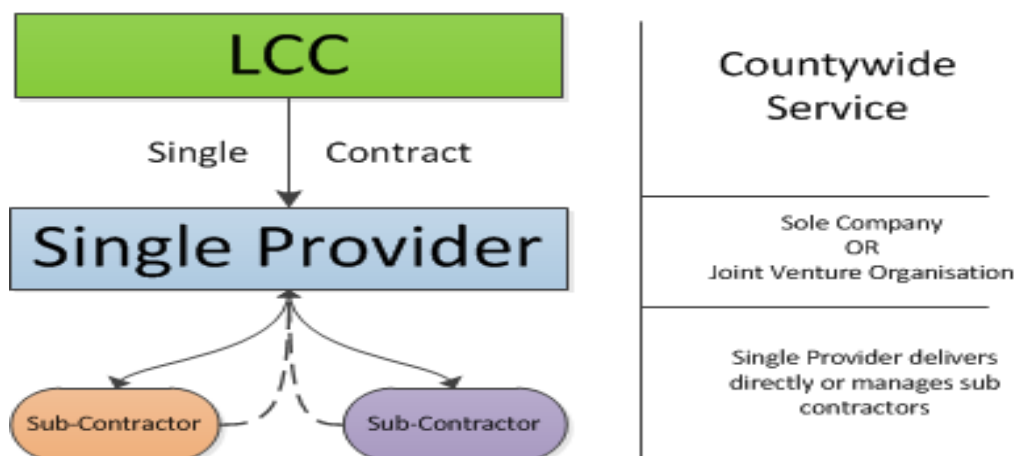 LCC
Single Contract
Single Provider
Sub-Contractor
Sub-Contractor
Countywide
Service
Sole Company
OR
Joint Venture Organisation
Single Provider delivers
directly or manages sub
contractors